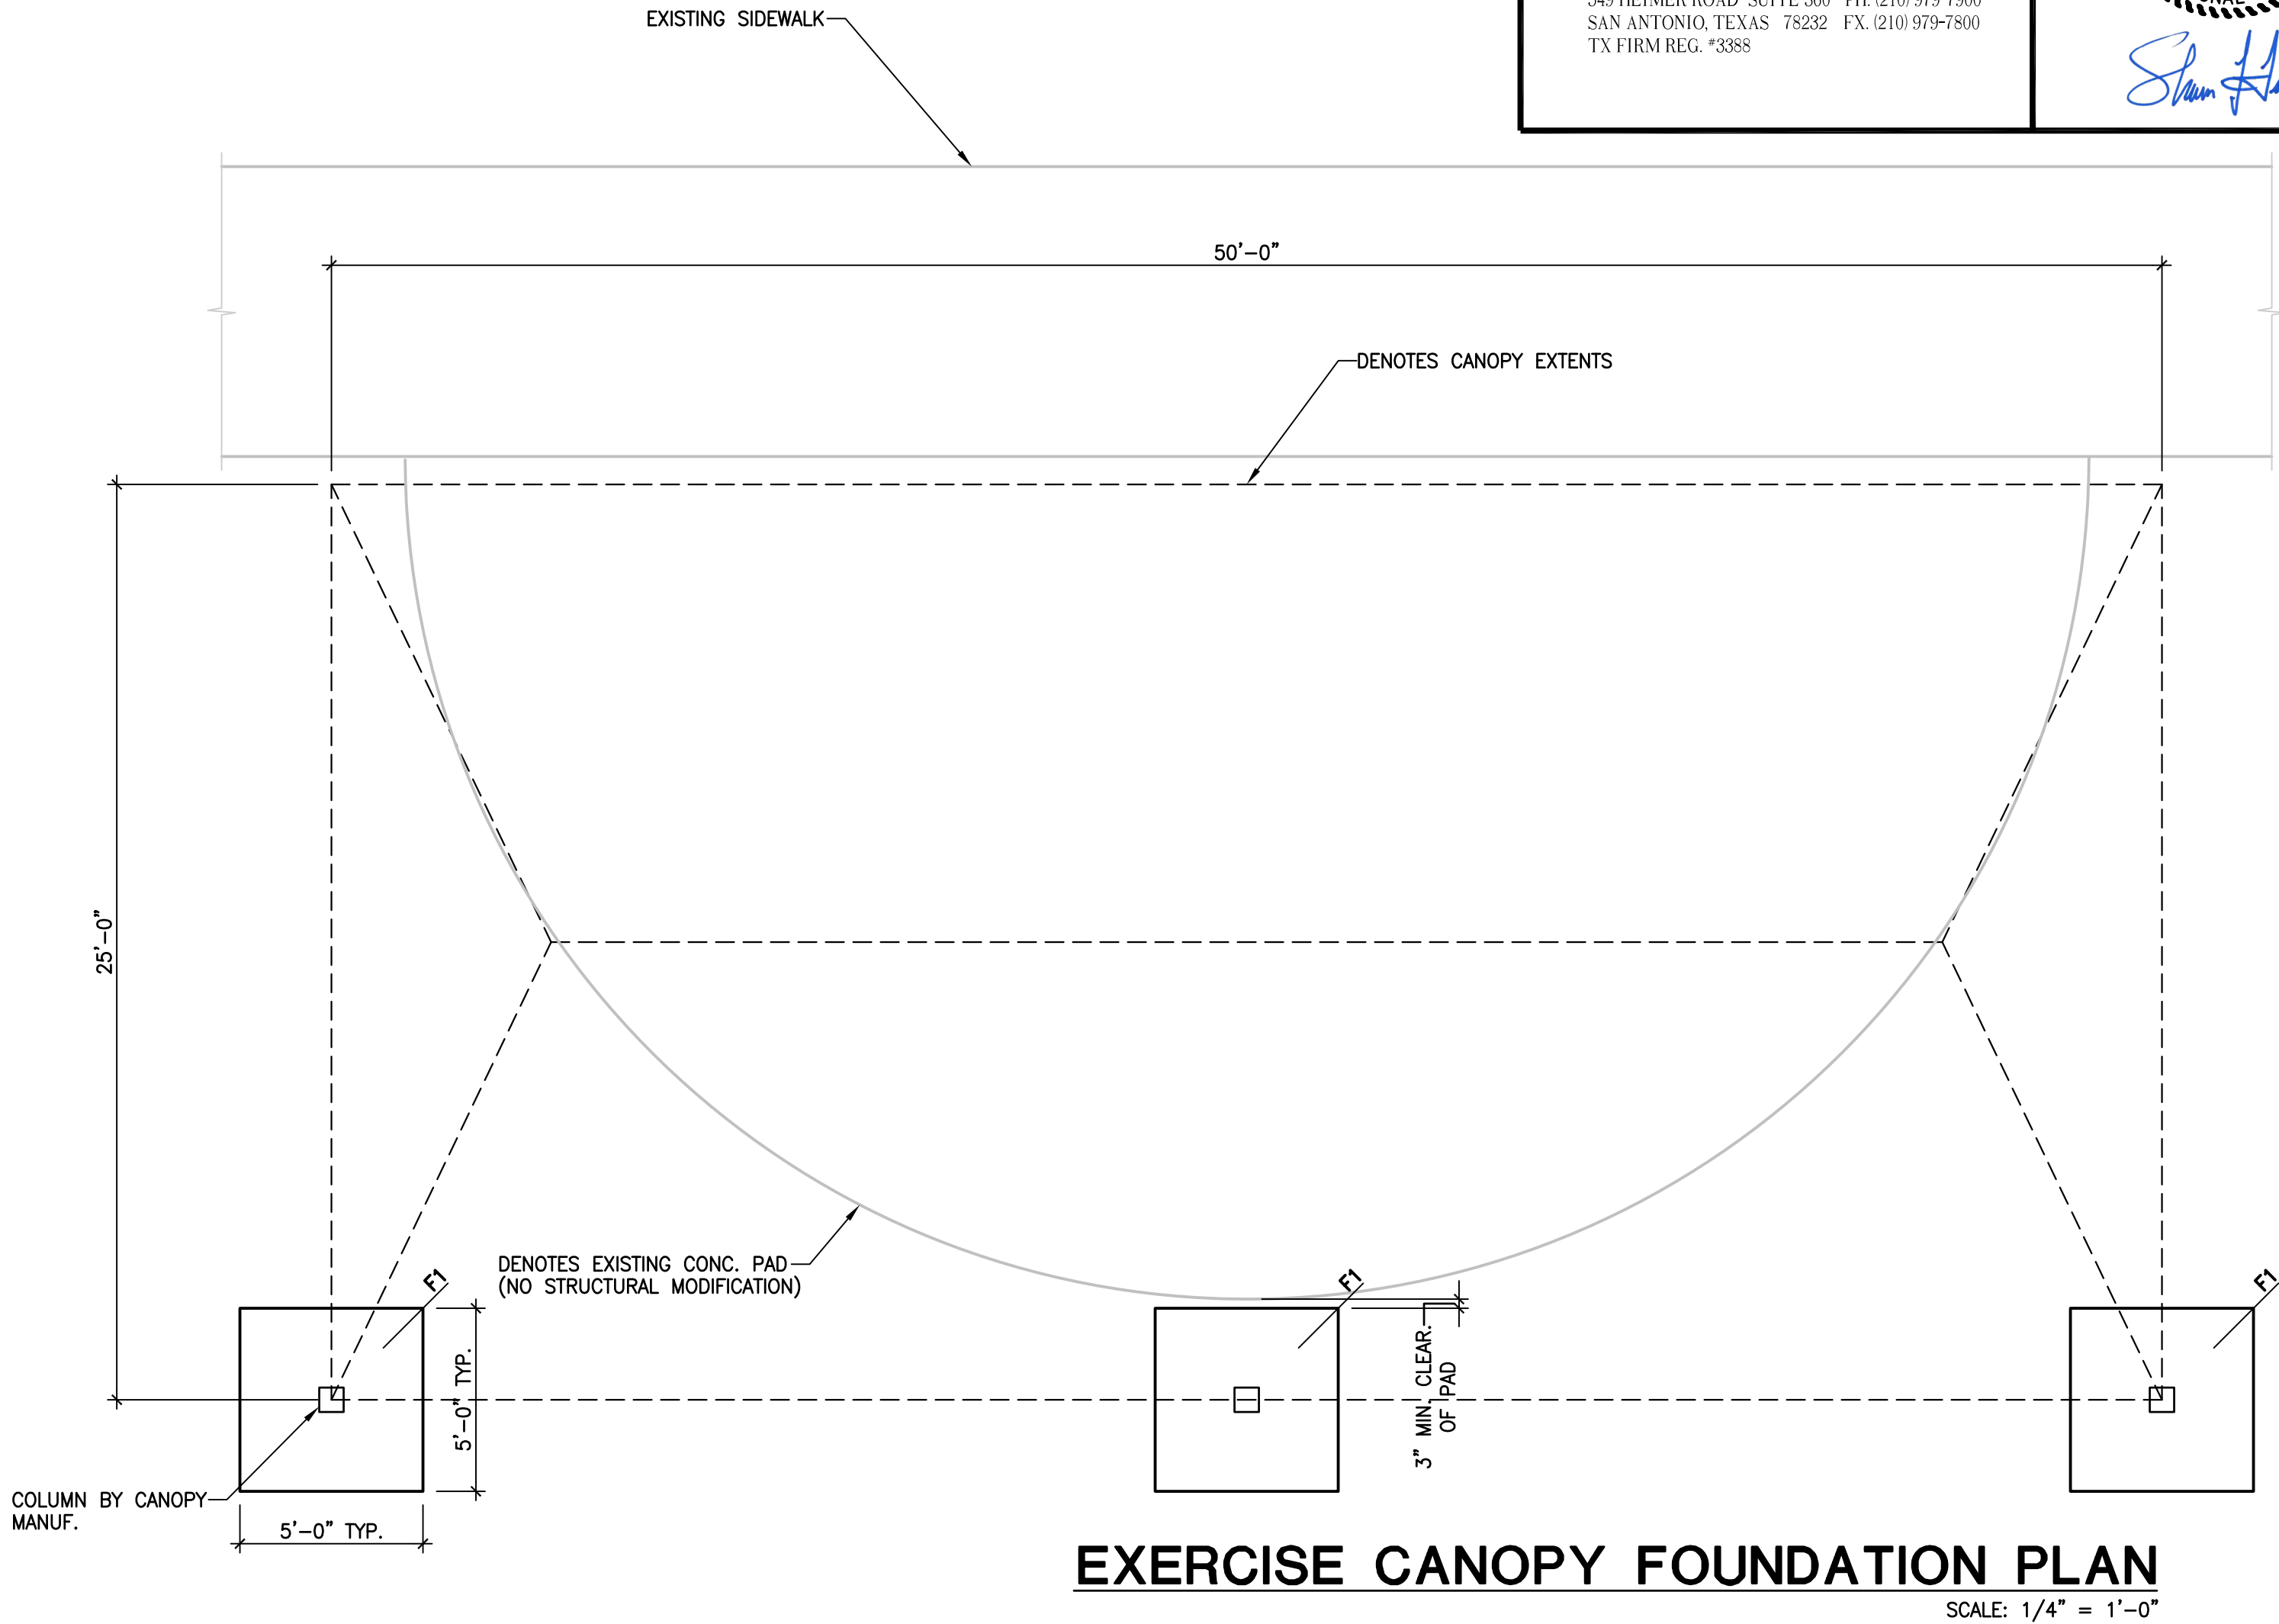 EXISTING SIDEWALK
SAN ANTONIO, TEXAS 78232 FX. (210) 979-7800
TX FIRM REG. #3388
50'-0"
DENOTES CANOPY EXTENTS
25'-0"
DENOTES EXISTING CONC. PAD
(NO STRUCTURAL MODIFICATION)
F1
F1
F1
5'-0" TYP.
3" MIN. CLEAR.
OF PAD
COLUMN BY CANOPY
MANUF.
5'-0" TYP.
EXERCISE CANOPY FOUNDATION PLAN
SCALE: 1/4" = 1'-0"